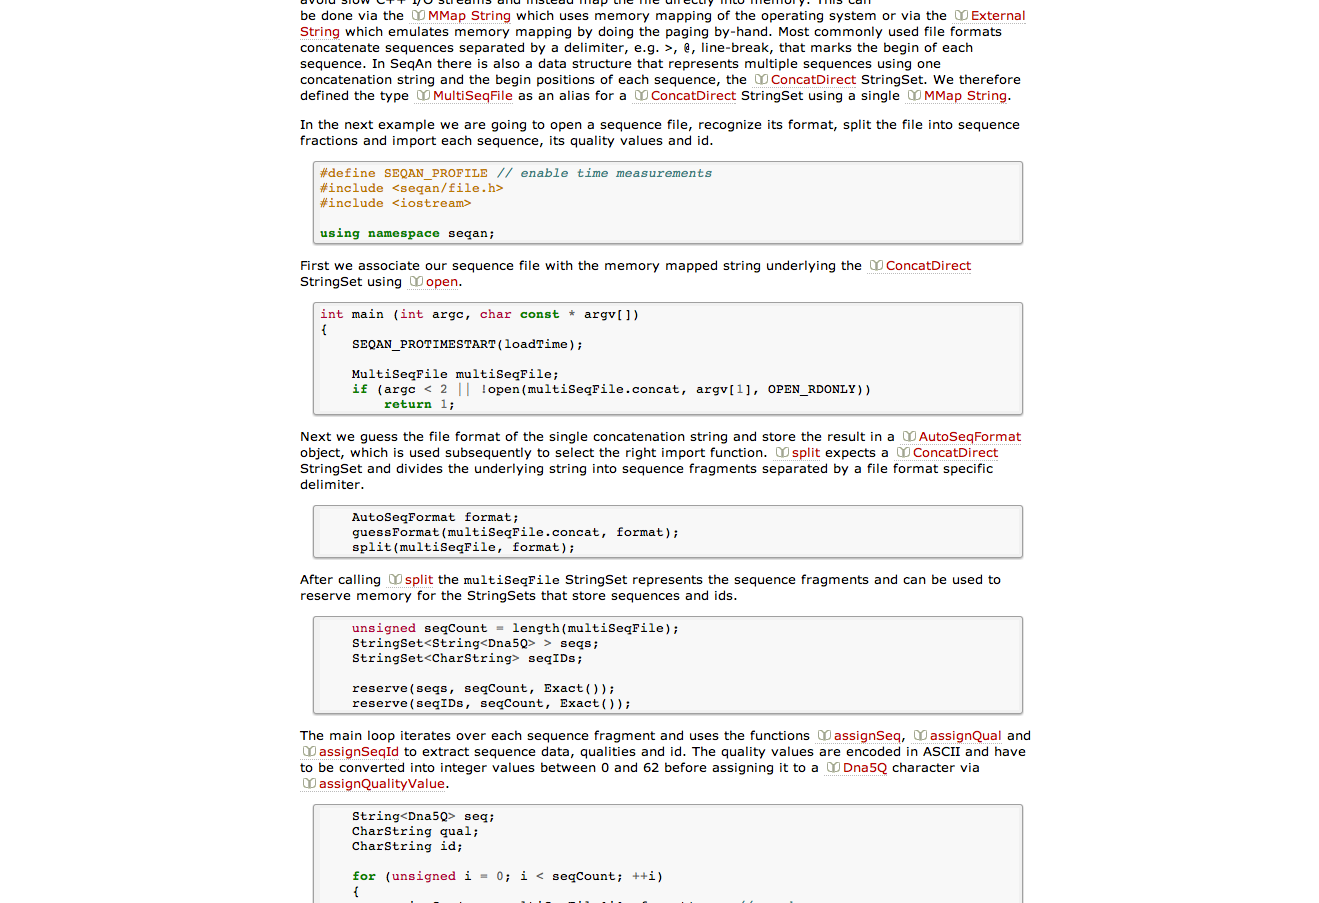 avoid slow C++ I/O streams and instead map the file directly into memory. This can
be done via the MMap String which uses memory mapping of the operating system or via the External
String which emulates memory mapping by doing the paging by-hand. Most commonly used file formats
concatenate sequences separated by a delimiter, e.g. >, @, line-break, that marks the begin of each
sequence. In SeqAn there is also a data structure that represents multiple sequences using one
concatenation string and the begin positions of each sequence, the ConcatDirect StringSet. We therefore
defined the type MultiSeqFile as an alias for a ConcatDirect StringSet using a single MMap String.
In the next example we are going to open a sequence file, recognize its format, split the file into sequence
fractions and import each sequence, its quality values and id.
#define SEQAN_PROFILE // enable time measurements
#include <seqan/file.h>
#include <iostream>
using namespace seqan;
First we associate our sequence file with the memory mapped string underlying the ConcatDirect
StringSet using open.
int main (int argc, char const * argv[])
{
SEQAN_PROTIMESTART(loadTime);
MultiSeqFile multiSeqFile;
if (argc < 2 || !open(multiSeqFile.concat, argv[1], OPEN_RDONLY))
return 1;
Next we guess the file format of the single concatenation string and store the result in a AutoSeqFormat
object, which is used subsequently to select the right import function. split expects a ConcatDirect
StringSet and divides the underlying string into sequence fragments separated by a file format specific
delimiter.
AutoSeqFormat format;
guessFormat(multiSeqFile.concat, format);
split(multiSeqFile, format);
After calling split the multiSeqFile StringSet represents the sequence fragments and can be used to
reserve memory for the StringSets that store sequences and ids.
unsigned seqCount = length(multiSeqFile);
StringSet<String<Dna5Q> > seqs;
StringSet<CharString> seqIDs;
reserve(seqs, seqCount, Exact());
reserve(seqIDs, seqCount, Exact());
The main loop iterates over each sequence fragment and uses the functions assignSeq, assignQual and
assignSeqId to extract sequence data, qualities and id. The quality values are encoded in ASCII and have
to be converted into integer values between 0 and 62 before assigning it to a Dna5Q character via
assignQualityValue.
String<Dna5Q> seq;
CharString qual;
CharString id;
for (unsigned i = 0; i < seqCount; ++i)
{